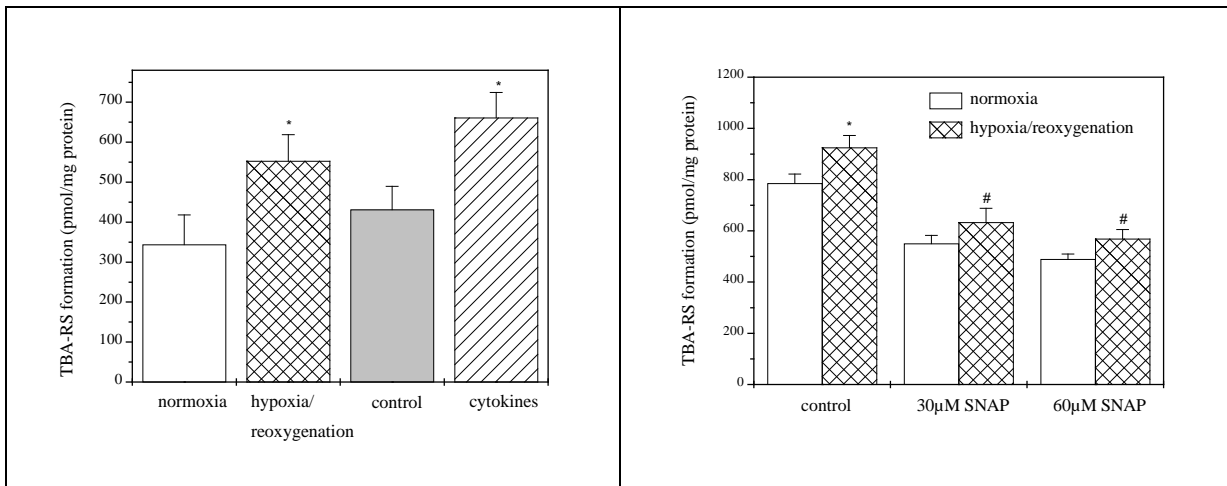 TBA-RS formation (pmol/mg protein)
700
600
500
400
300
200
100
0
*
*
normoxia hypoxia/ control cytokines
reoxygenation
TBA-RS formation (pmol/mg protein)
1200
1000
800
600
400
200
0
normoxia
hypoxia/reoxygenation
*
#
#
control 30µM SNAP 60µM SNAP